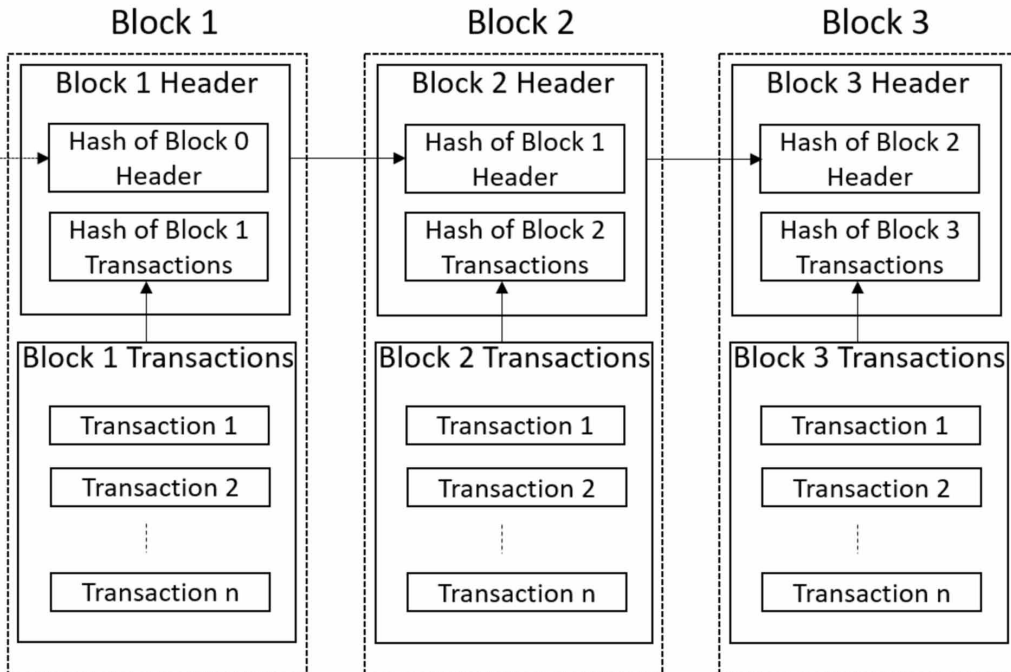 Block 1
Block 2
Block 3
Block 1 Header
Hash of Block 0
Header
Hash of Block 1
Transactions
Block 1 Transactions
Transaction 1
Transaction 2
Transaction n
Block 2 Header
Hash of Block 1
Header
Hash of Block 2
Transactions
Block 2 Transactions
Transaction 1
Transaction 2
Transaction n
Block 3 Header
Hash of Block 2
Header
Hash of Block 3
Transactions
Block 3 Transactions
Transaction 1
Transaction 2
Transaction n